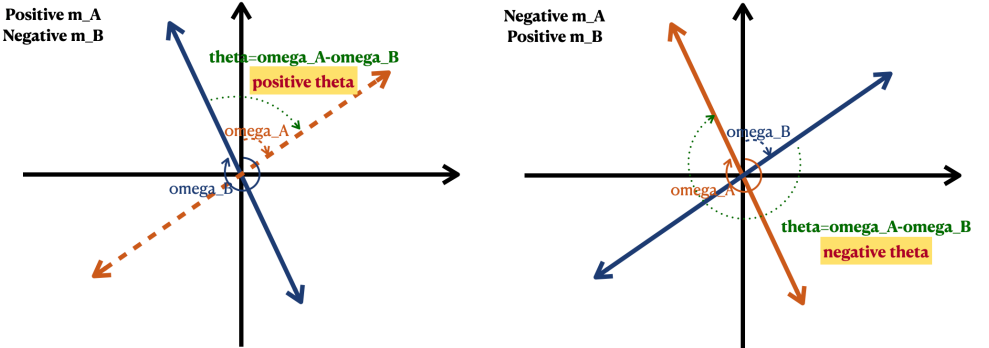 Positive m_A
Negative m_B
theta=omega_A-omega_B
positive theta
omega_A
omega_B
Negative m_A
Positive m_B
omega_B
omega_A
theta=omega_A-omega_B
negative theta